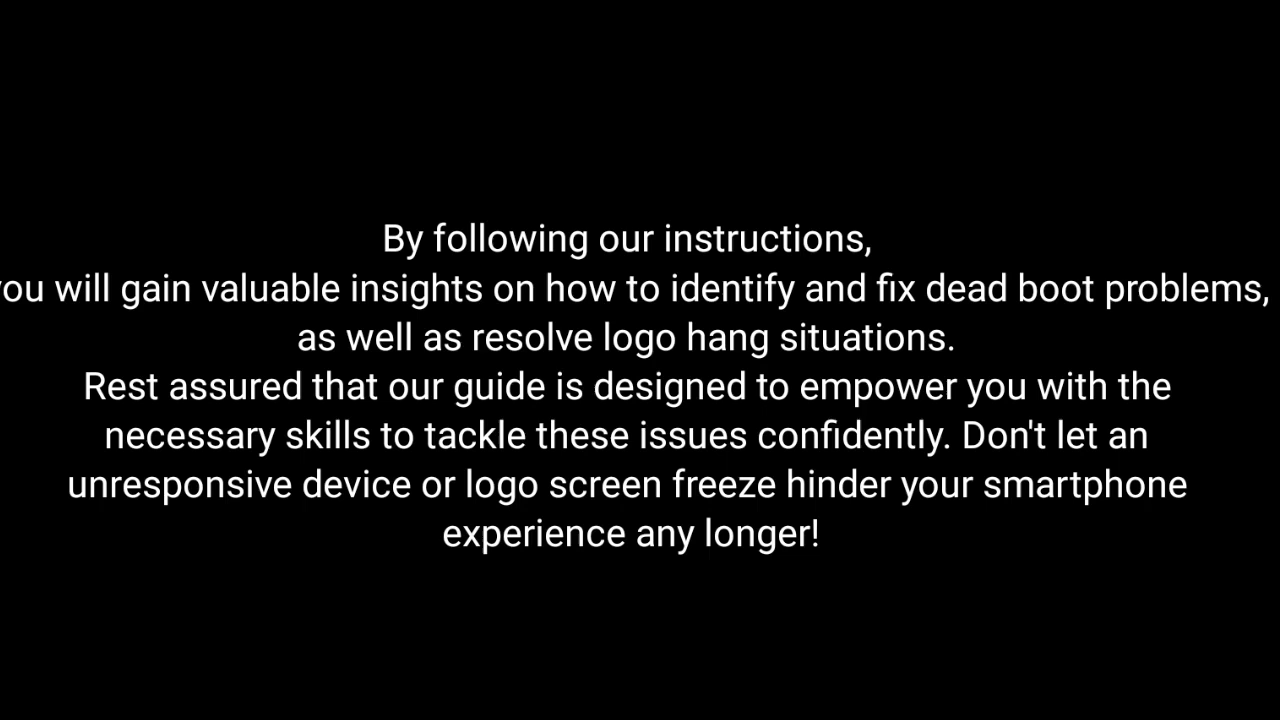 By following our instructions,
you will gain valuable insights on how to identify and fix dead boot problems,
as well as resolve logo hang situations.
Rest assured that our guide is designed to empower you with the
necessary skills to tackle these issues confidently. Don't let an
unresponsive device or logo screen freeze hinder your smartphone
experience any longer!